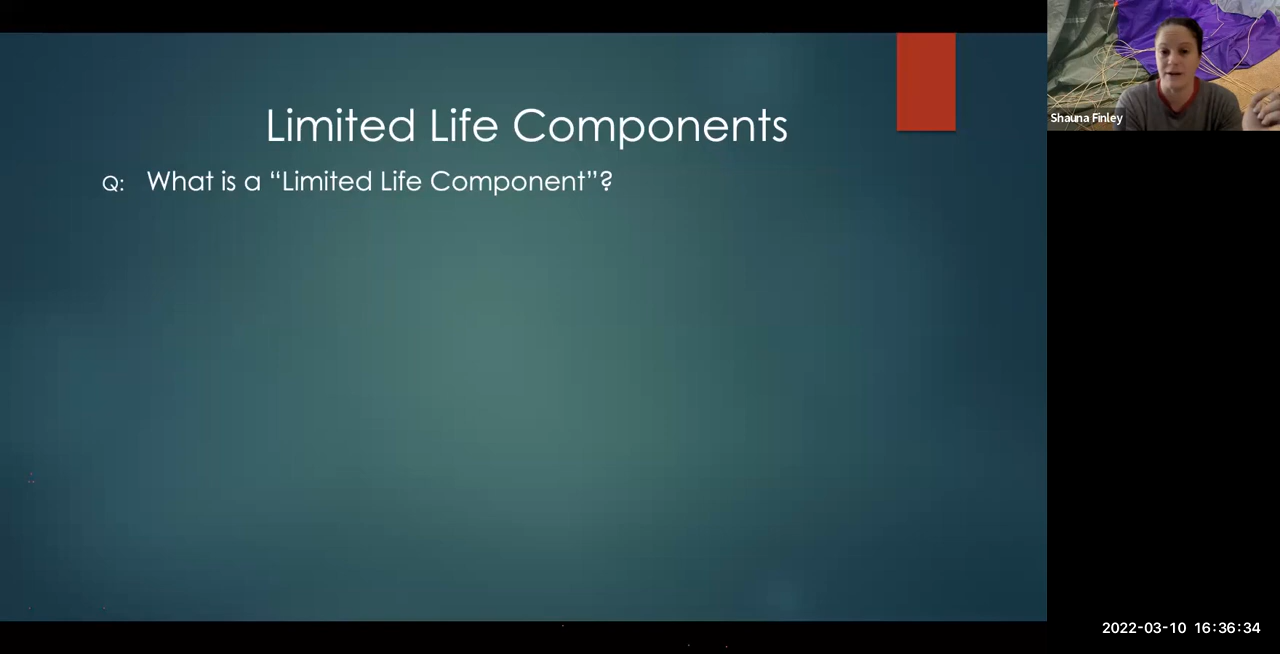 Limited Life Components
Q: What is a “Limited Life Component”?
Shauna Finley
2022-03-10 16:36:34